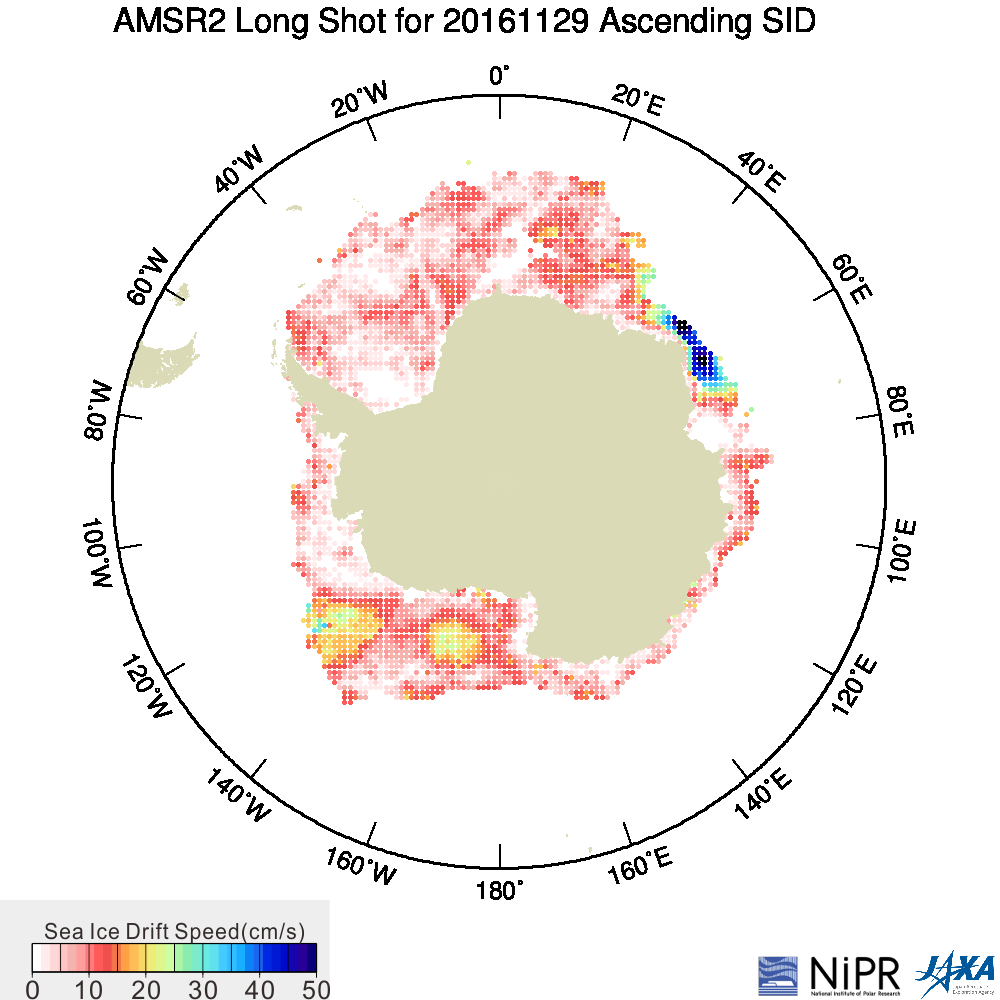 AMSR2 Long Shot for 20161129 Ascending SID
0°
20°W
20°E
40°W
40°E
60°W
60°E
80°W
80°E
100°W
100°E
120°W
120°E
140°W
140°E
160°W
160°E
180°
Sea Ice Drift Speed(cm/s)
0 10 20 30 40 50
NiPR
National Institute of Polar Research
JAXA
Japan Aerospace
Exploration Agency